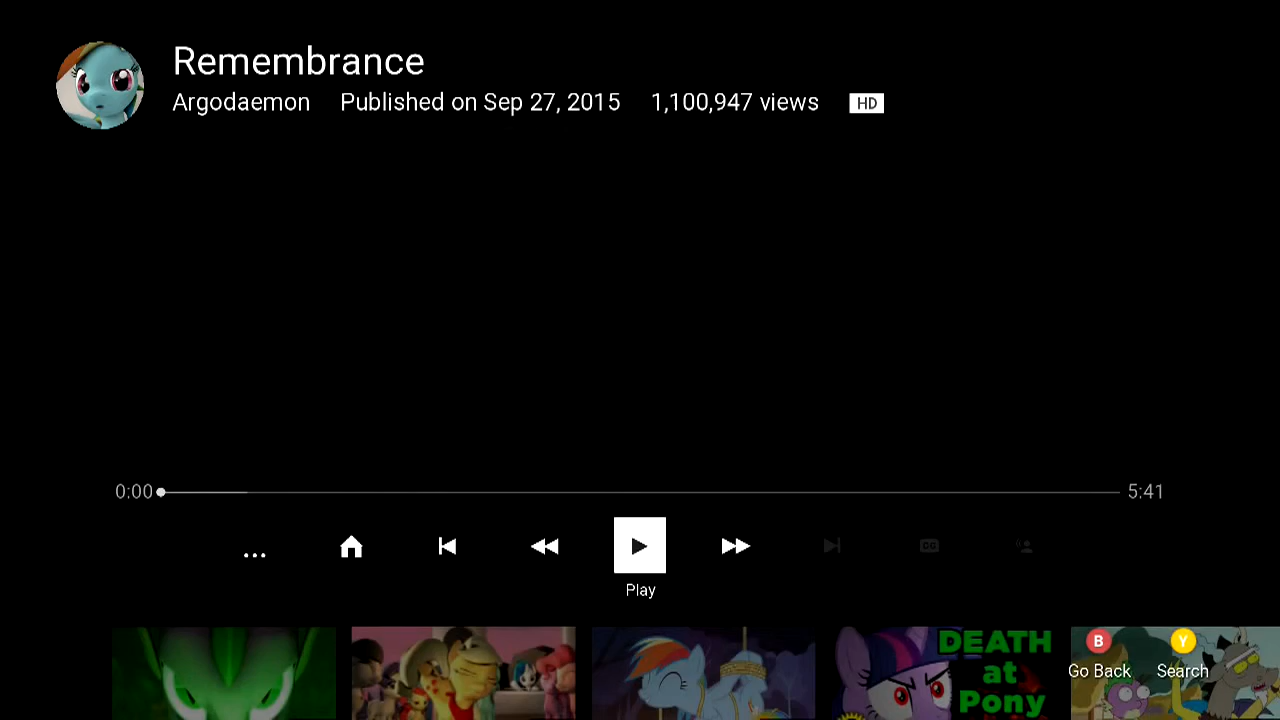 Remembrance
Argodaemon Published on Sep 27, 2015 1,100,947 views HD
0:00 5:41
... CC
Play
DEATH
at
Pony
B Y
Go Back Search